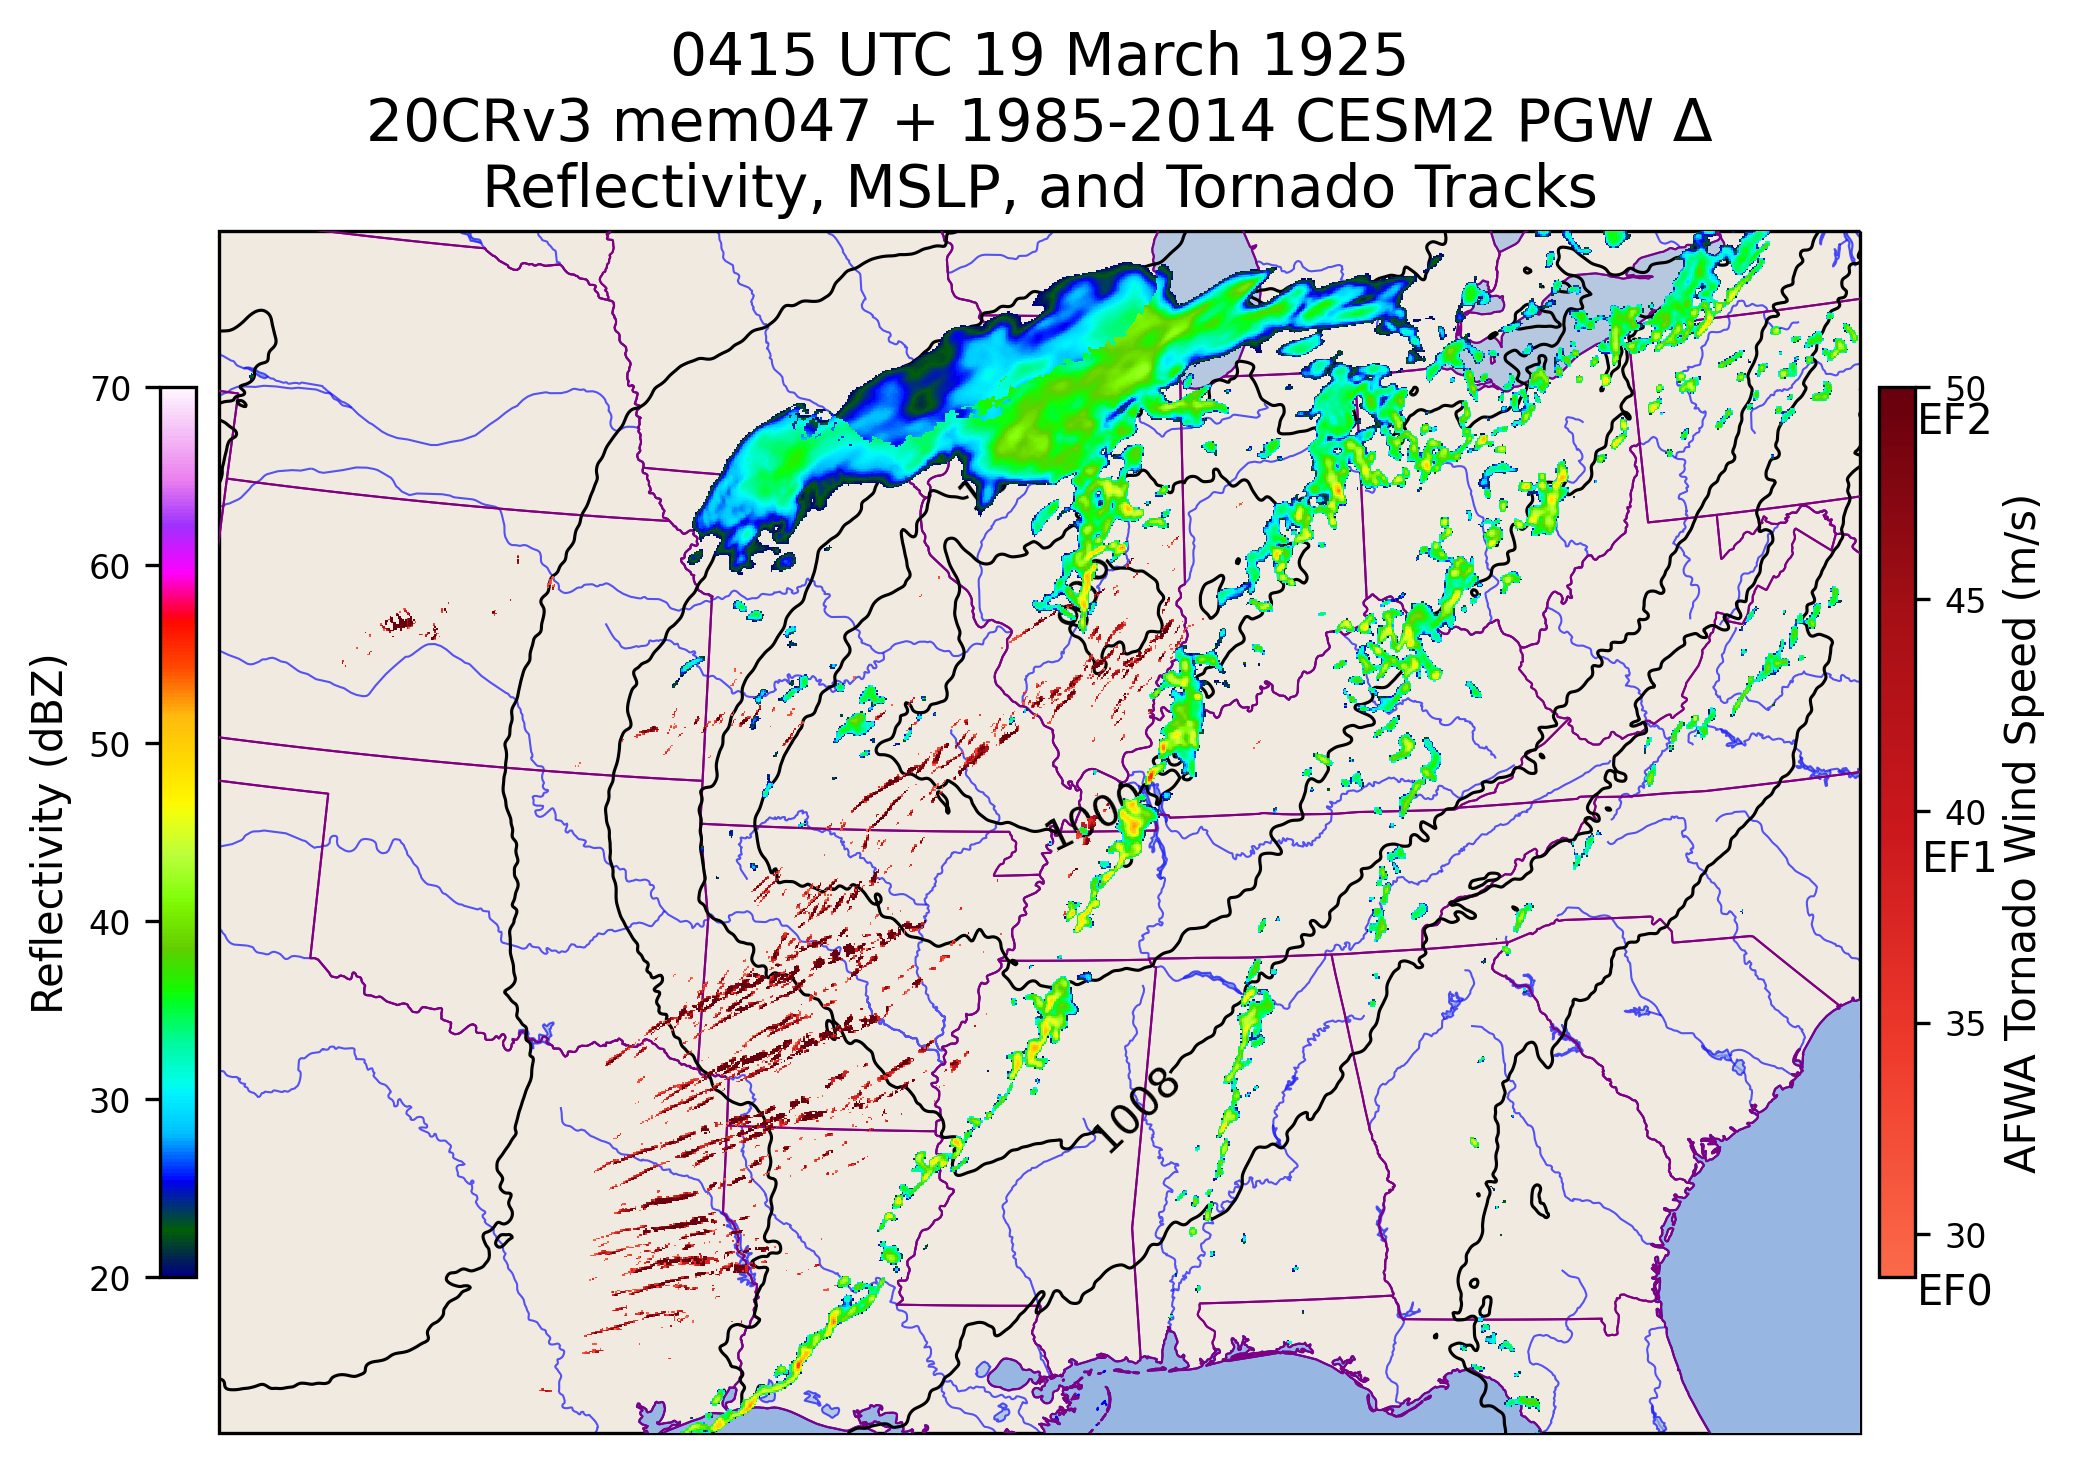 0415 UTC 19 March 1925
20CRv3 mem047 + 1985-2014 CESM2 PGW Δ
Reflectivity, MSLP, and Tornado Tracks
Reflectivity (dBZ)
70
60
50
40
30
20
1000
1008
50
EF2
45
40
EF1
35
30
EF0
AFWA Tornado Wind Speed (m/s)